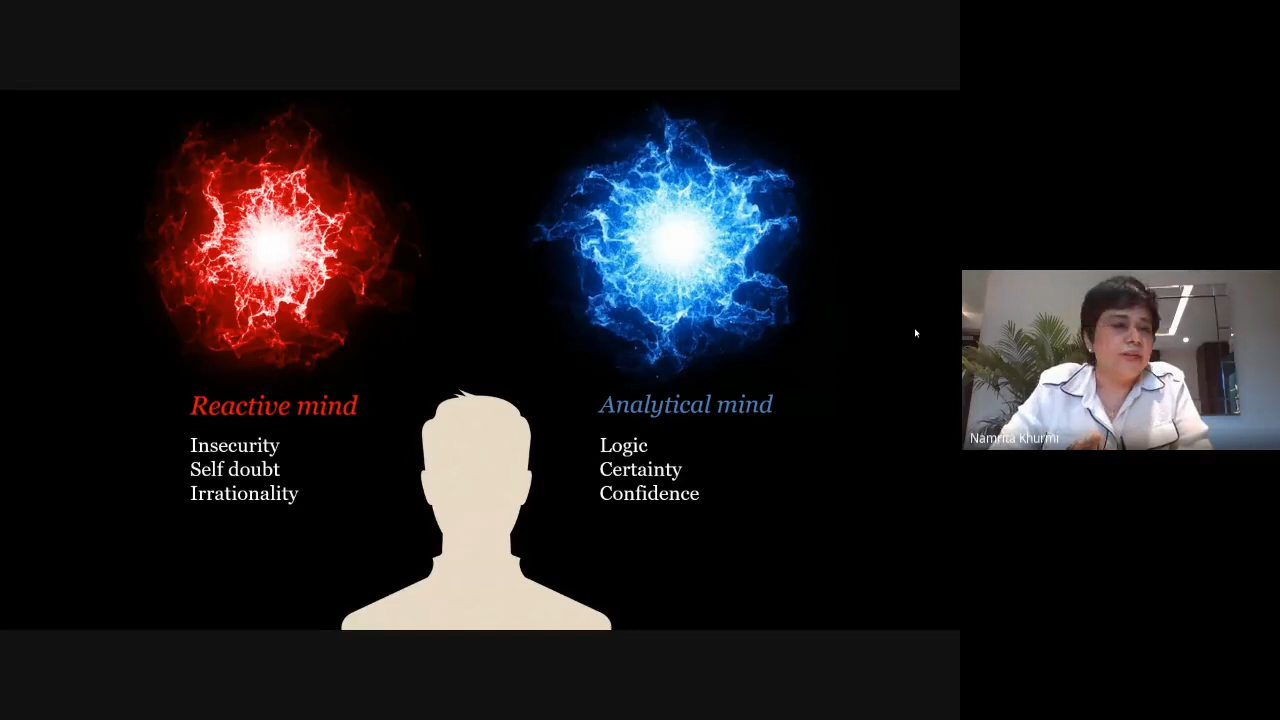 Reactive mind
Insecurity
Self doubt
Irrationality
Analytical mind
Logic
Certainty
Confidence
Namrita Khurmi